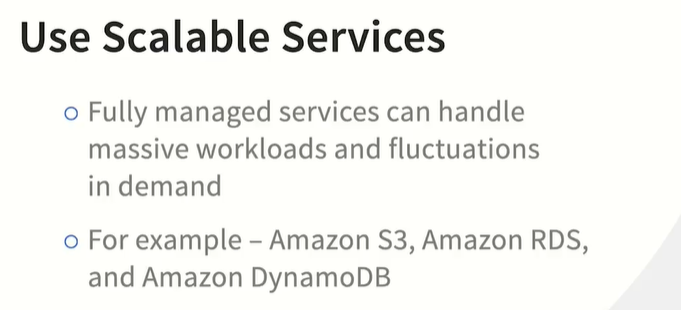 Use Scalable Services
○ Fully managed services can handle
massive workloads and fluctuations
in demand
○ For example – Amazon S3, Amazon RDS,
and Amazon DynamoDB